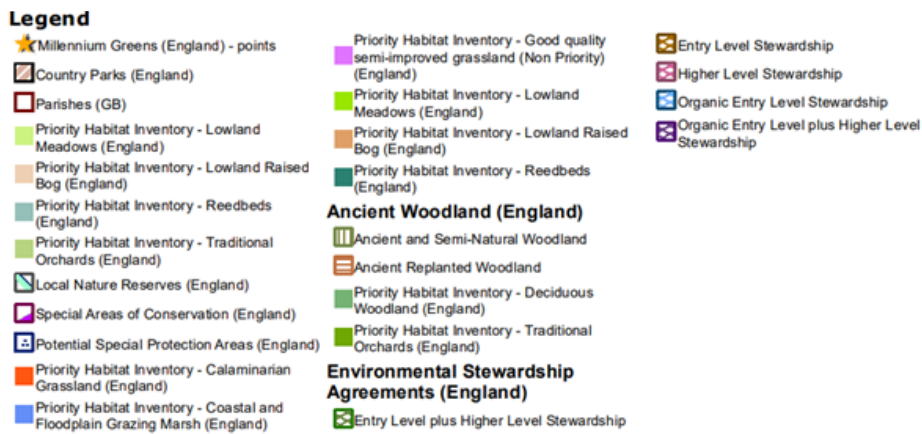 Legend
Millennium Greens (England) - points
Country Parks (England)
Parishes (GB)
Priority Habitat Inventory - Lowland
Meadows (England)
Priority Habitat Inventory - Lowland Raised
Bog (England)
Priority Habitat Inventory - Reedbeds
(England)
Priority Habitat Inventory - Traditional
Orchards (England)
Local Nature Reserves (England)
Special Areas of Conservation (England)
Potential Special Protection Areas (England)
Priority Habitat Inventory - Calaminarian
Grassland (England)
Priority Habitat Inventory - Coastal and
Floodplain Grazing Marsh (England)
Priority Habitat Inventory - Good quality
semi-improved grassland (Non Priority)
(England)
Priority Habitat Inventory - Lowland
Meadows (England)
Priority Habitat Inventory - Lowland Raised
Bog (England)
Priority Habitat Inventory - Reedbeds
(England)
Ancient Woodland (England)
Ancient and Semi-Natural Woodland
Ancient Replanted Woodland
Priority Habitat Inventory - Deciduous
Woodland (England)
Priority Habitat Inventory - Traditional
Orchards (England)
Environmental Stewardship
Agreements (England)
Entry Level plus Higher Level Stewardship
Entry Level Stewardship
Higher Level Stewardship
Organic Entry Level Stewardship
Organic Entry Level plus Higher Level
Stewardship